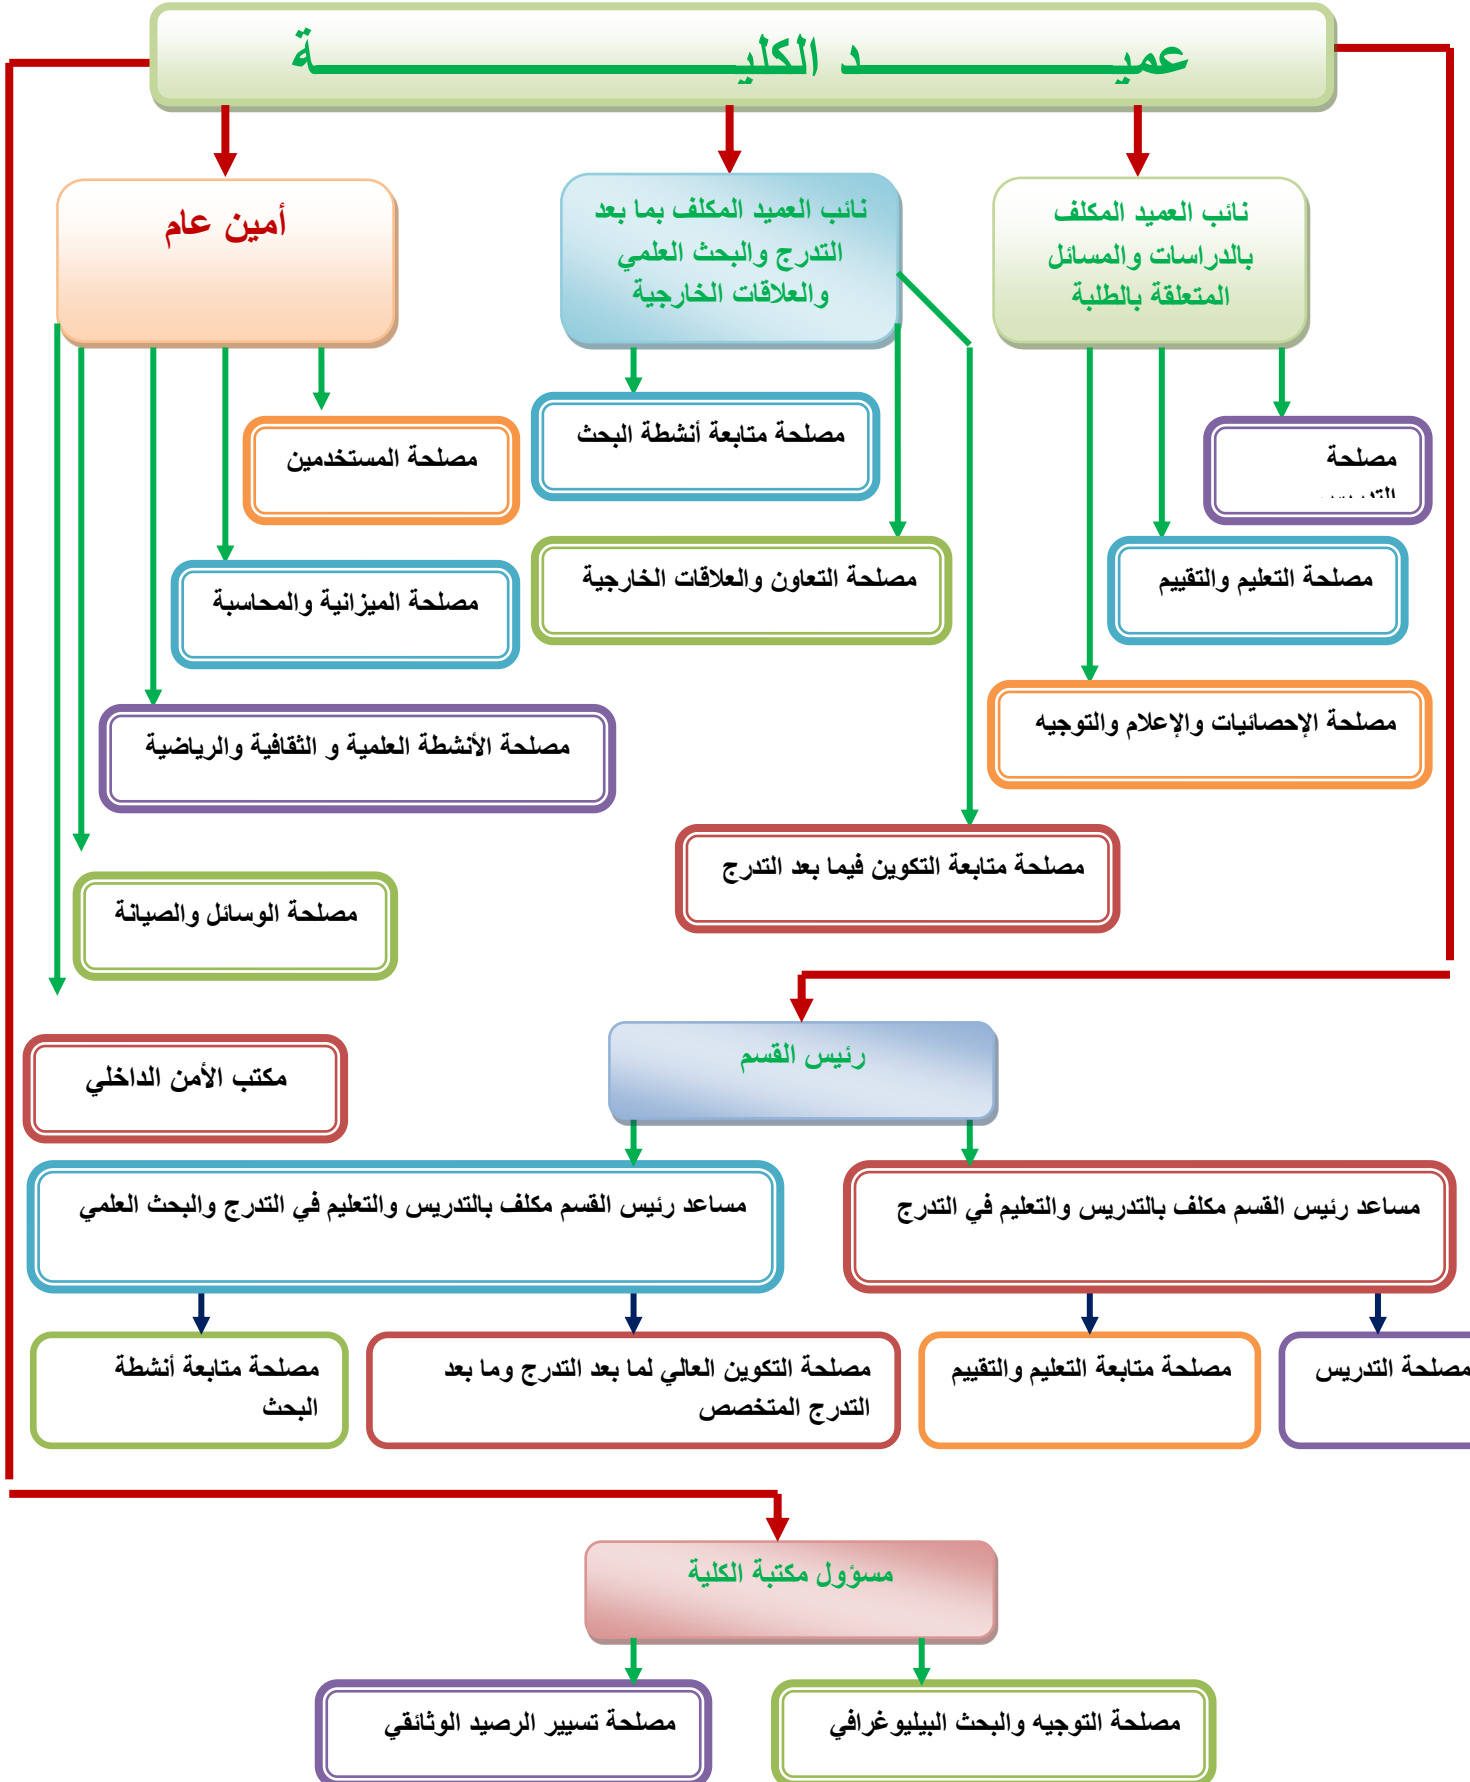 عميـــــــــــــــد الكليــــــــــــــــــــــــــــــــــــة
نائب العميد المكلف
بالدراسات والمسائل
المتعلقة بالطلبة
نائب العميد المكلف بما بعد
التدرج والبحث العلمي
والعلاقات الخارجية
أمين عام
مصلحة
مصلحة متابعة أنشطة البحث
مصلحة المستخدمين
مصلحة التعليم والتقييم
مصلحة التعاون والعلاقات الخارجية
مصلحة الميزانية والمحاسبة
مصلحة الإحصائيات والإعلام والتوجيه
مصلحة الأنشطة العلمية و الثقافية والرياضية
مصلحة متابعة التكوين فيما بعد التدرج
مصلحة الوسائل والصيانة
رئيس القسم
مكتب الأمن الداخلي
مساعد رئيس القسم مكلف بالتدريس والتعليم في التدرج
مساعد رئيس القسم مكلف بالتدريس والتعليم في التدرج والبحث العلمي
مصلحة التدريس
مصلحة متابعة التعليم والتقييم
مصلحة التكوين العالي لما بعد التدرج وما بعد
التدرج المتخصص
مصلحة متابعة أنشطة
البحث
مسؤول مكتبة الكلية
مصلحة التوجيه والبحث البيليوغرافي
مصلحة تسيير الرصيد الوثائقي